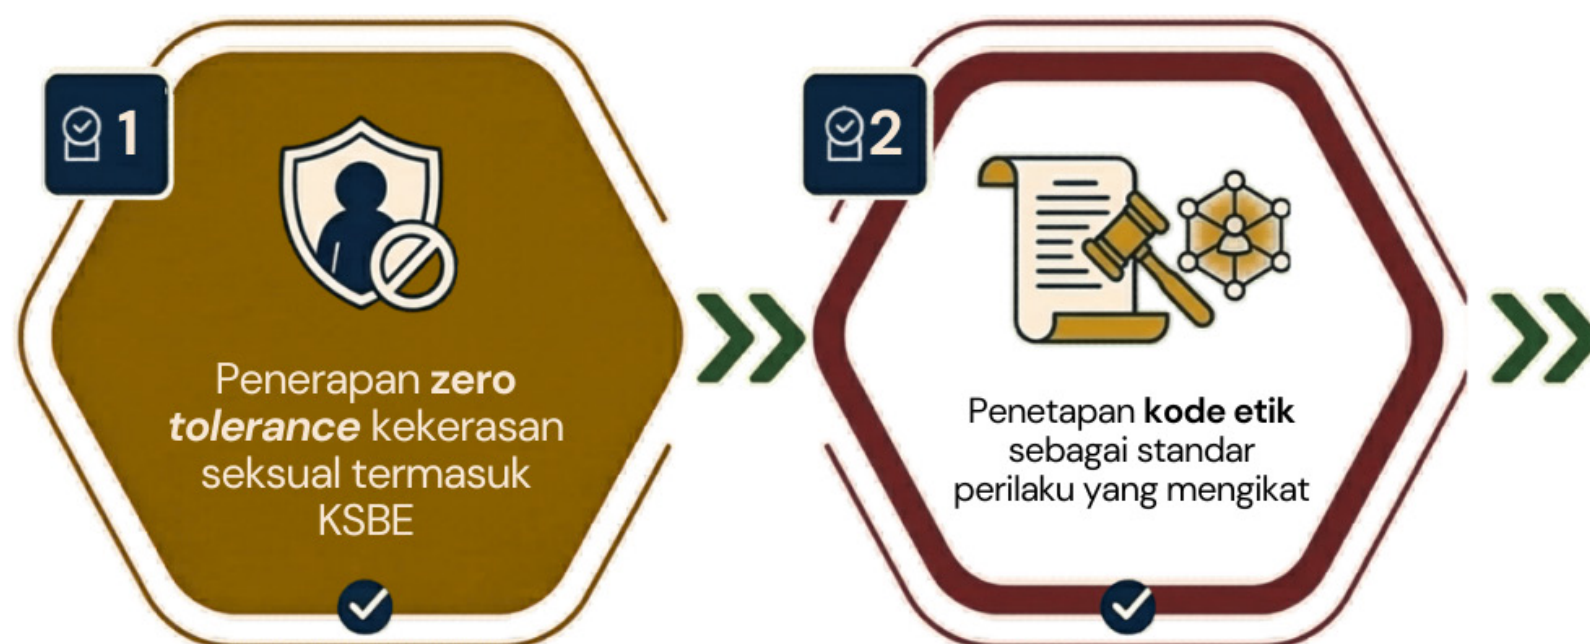 1
Penerapan zero
tolerance kekerasan
seksual termasuk
KSBE
2
Penetapan kode etik
sebagai standar
perilaku yang mengikat